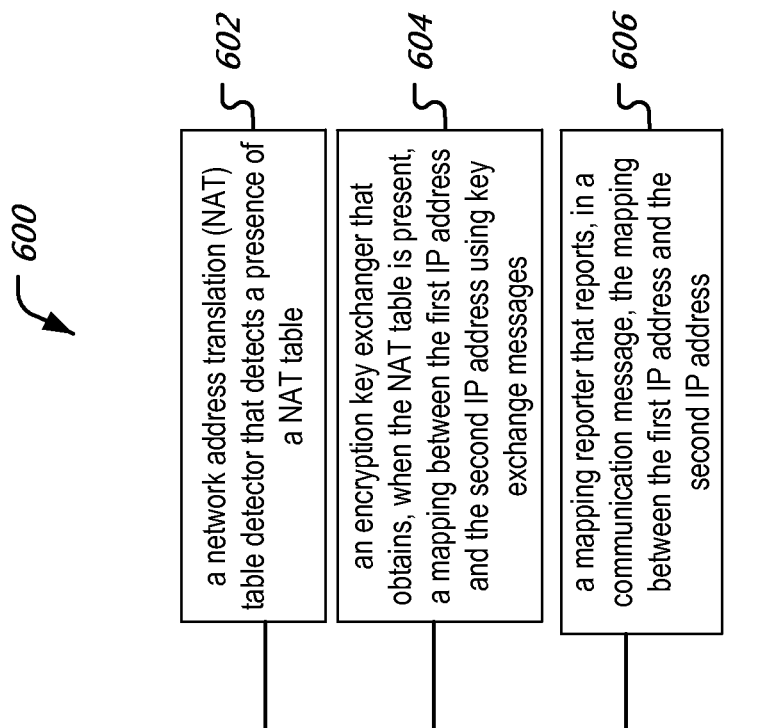 600
602
a network address translation (NAT)
table detector that detects a presence of
a NAT table
604
an encryption key exchanger that
obtains, when the NAT table is present,
a mapping between the first IP address
and the second IP address using key
exchange messages
606
a mapping reporter that reports, in a
communication message, the mapping
between the first IP address and the
second IP address